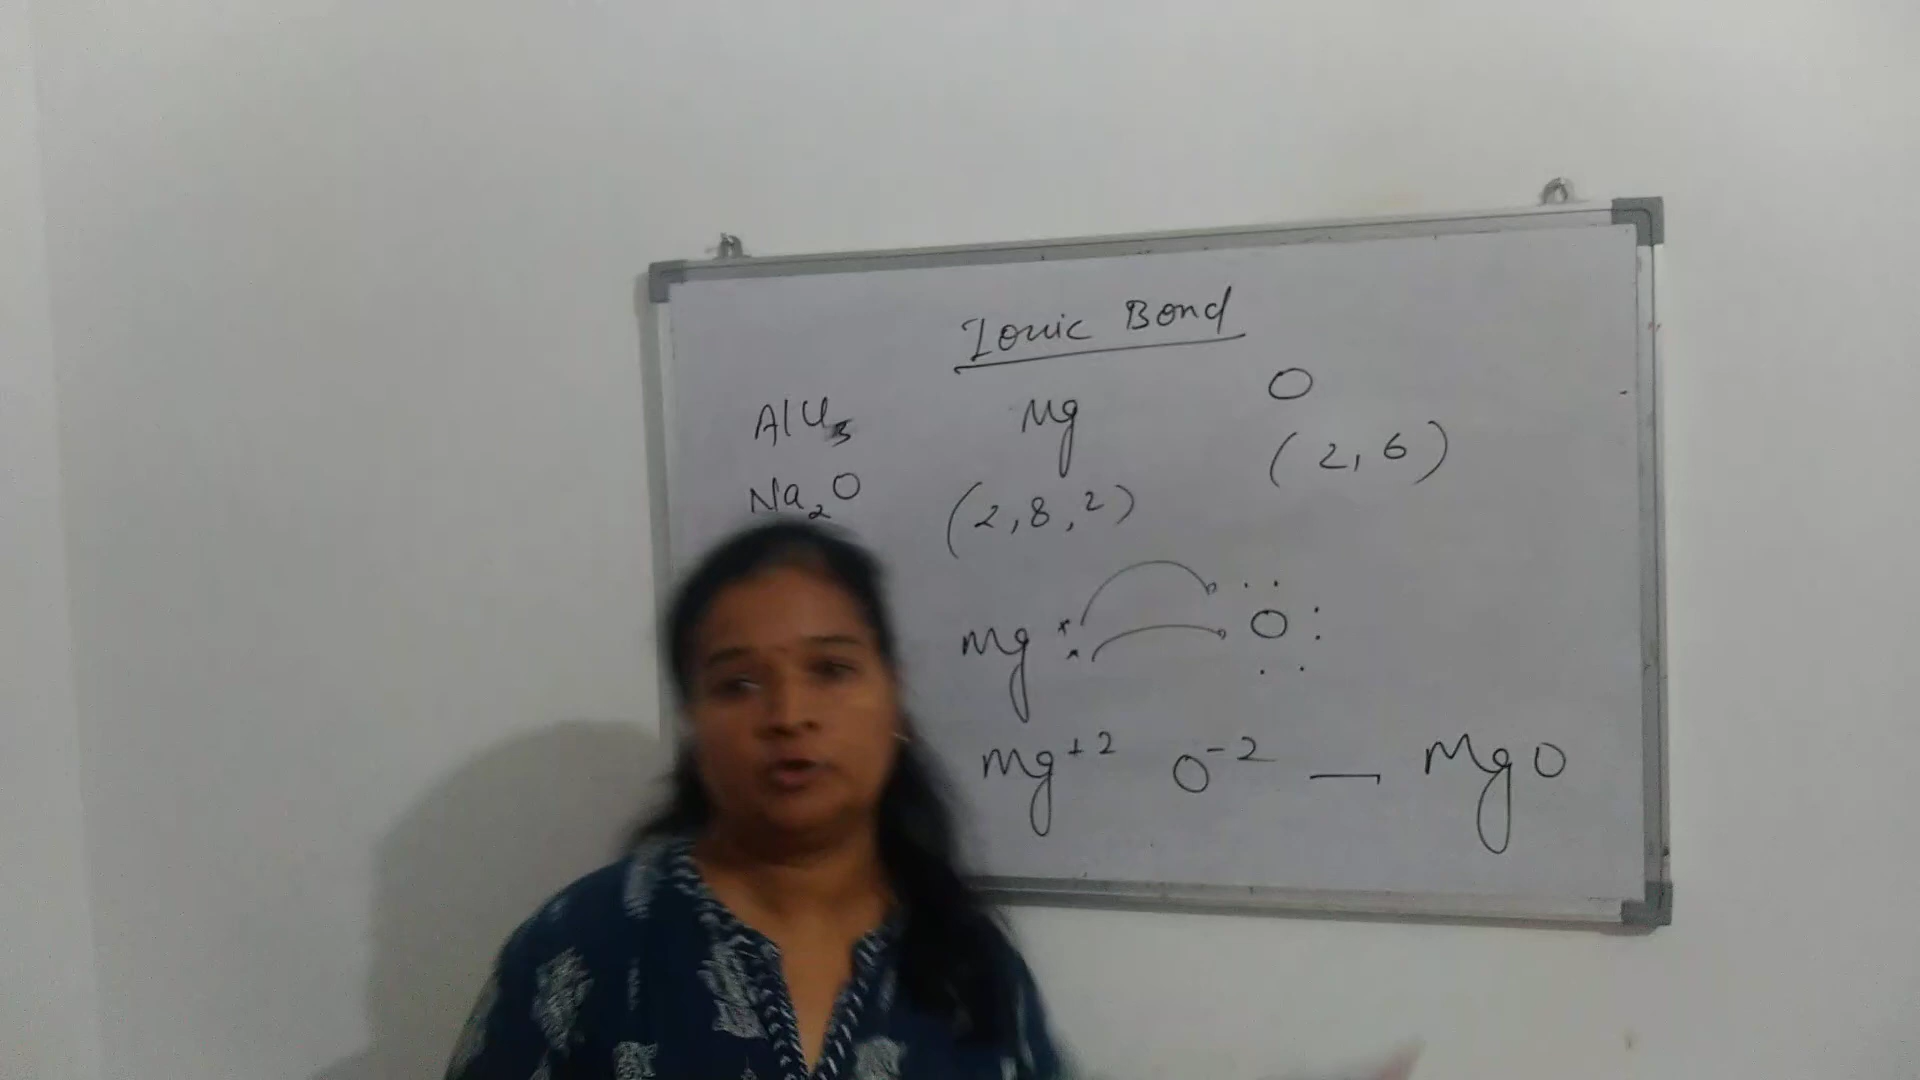 Ionic Bond
AlCl3
Mg
O
Na2O
(2,8,2)
(2,6)
Mg
O
Mg+2 O-2 — MgO